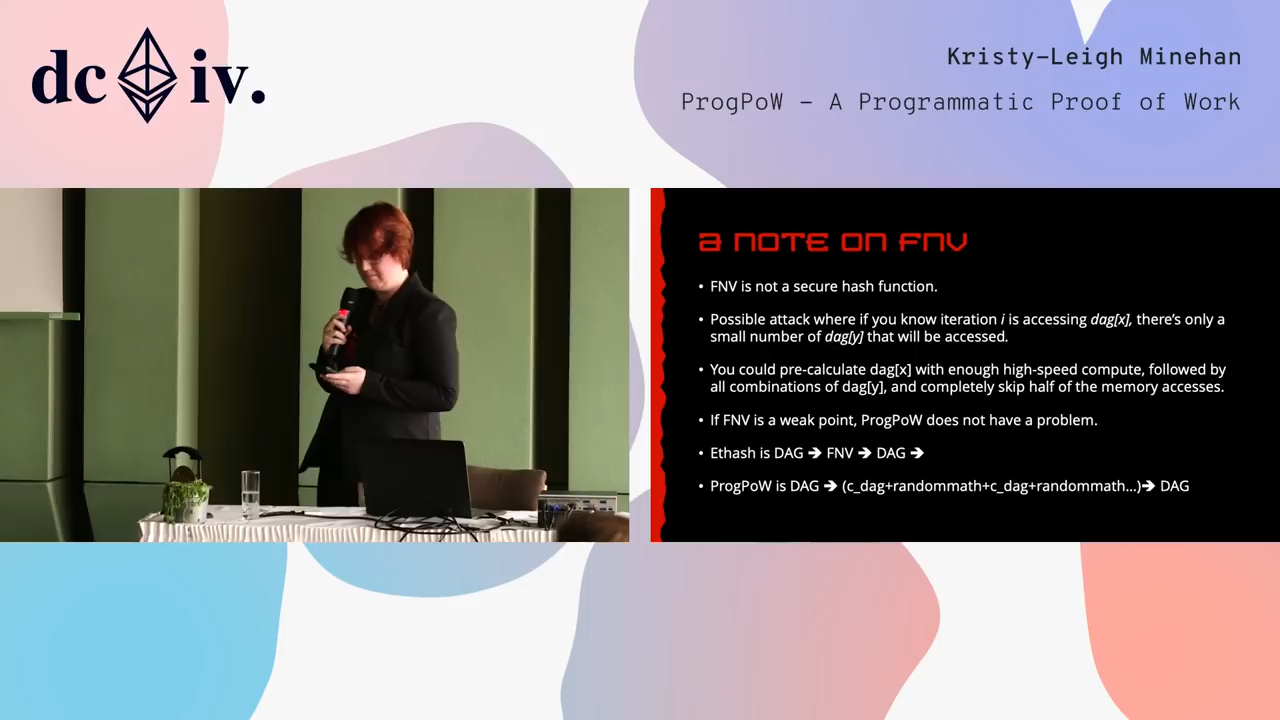 dc iv.
Kristy-Leigh Minehan
ProgPoW - A Programmatic Proof of Work
a note on fnv
• FNV is not a secure hash function.
• Possible attack where if you know iteration i is accessing dag[x], there's only a
small number of dag[y] that will be accessed.
• You could pre-calculate dag[x] with enough high-speed compute, followed by
all combinations of dag[y], and completely skip half of the memory accesses.
• If FNV is a weak point, ProgPoW does not have a problem.
• Ethash is DAG → FNV → DAG →
• ProgPoW is DAG → (c_dag+randommath+c_dag+randommath...)→ DAG